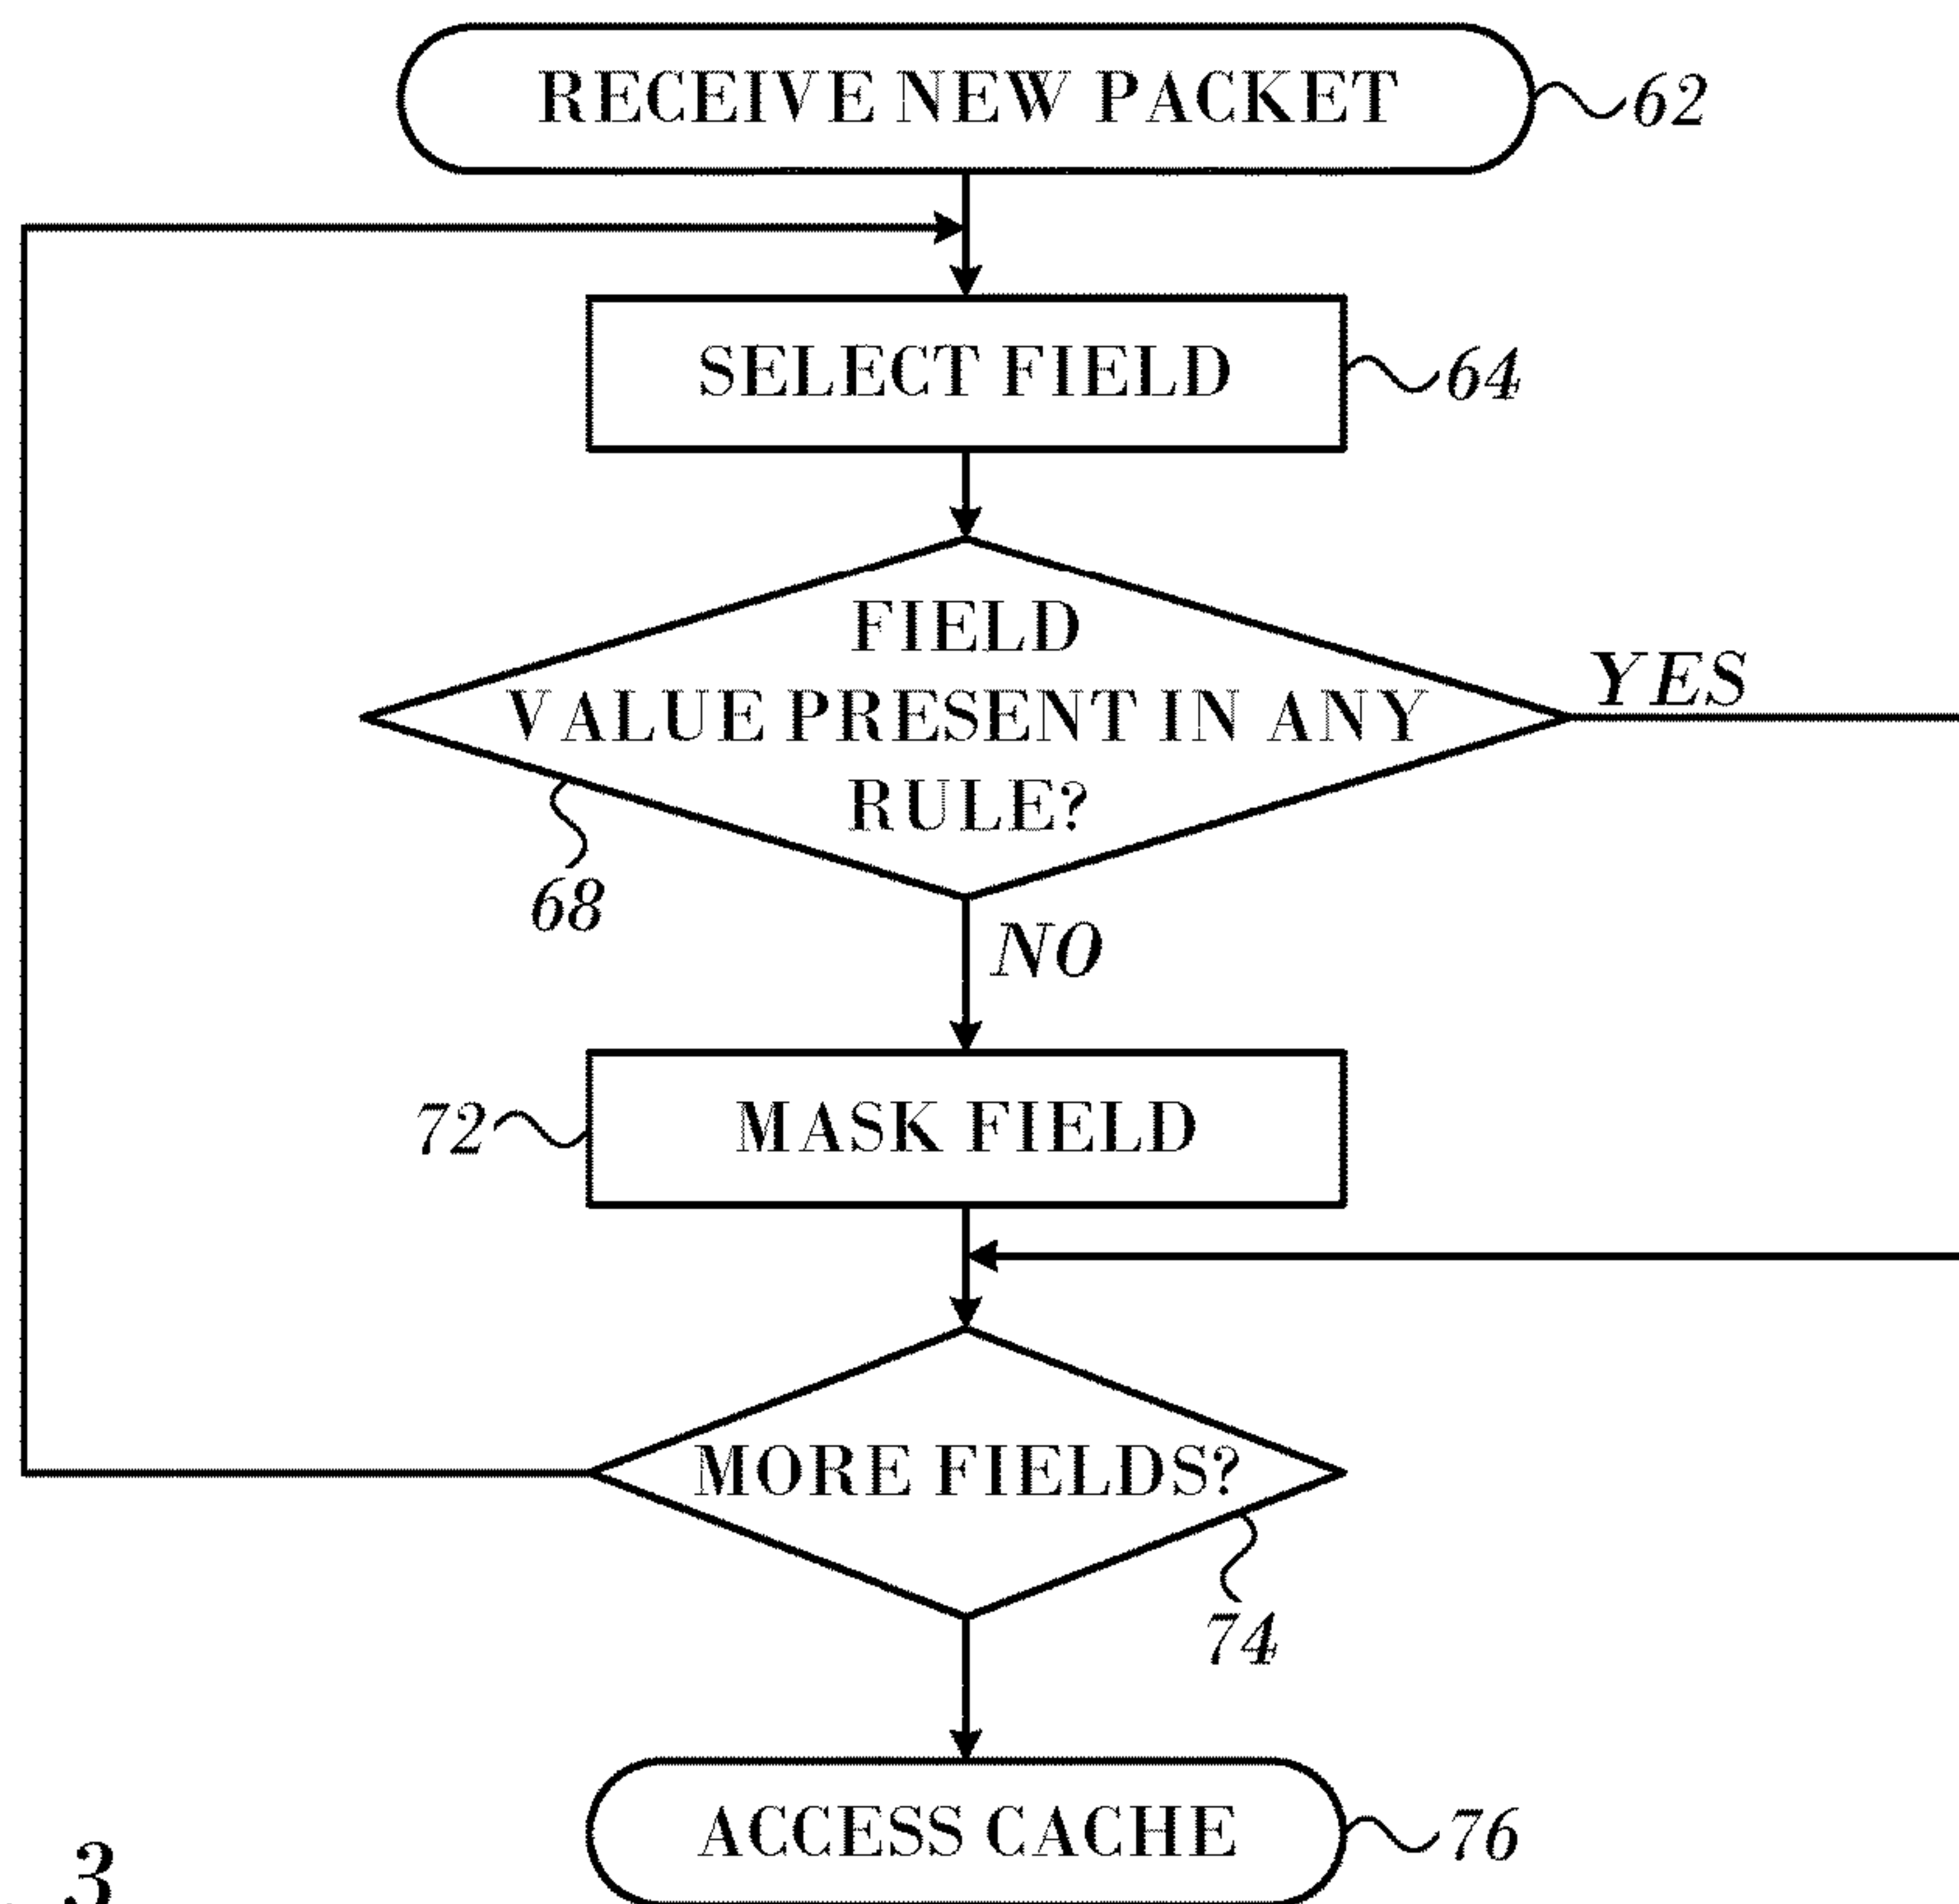 RECEIVE NEW PACKET
62
SELECT FIELD
64
FIELD
VALUE PRESENT IN ANY
RULE?
YES
68
NO
72
MASK FIELD
MORE FIELDS?
74
ACCESS CACHE
76
3